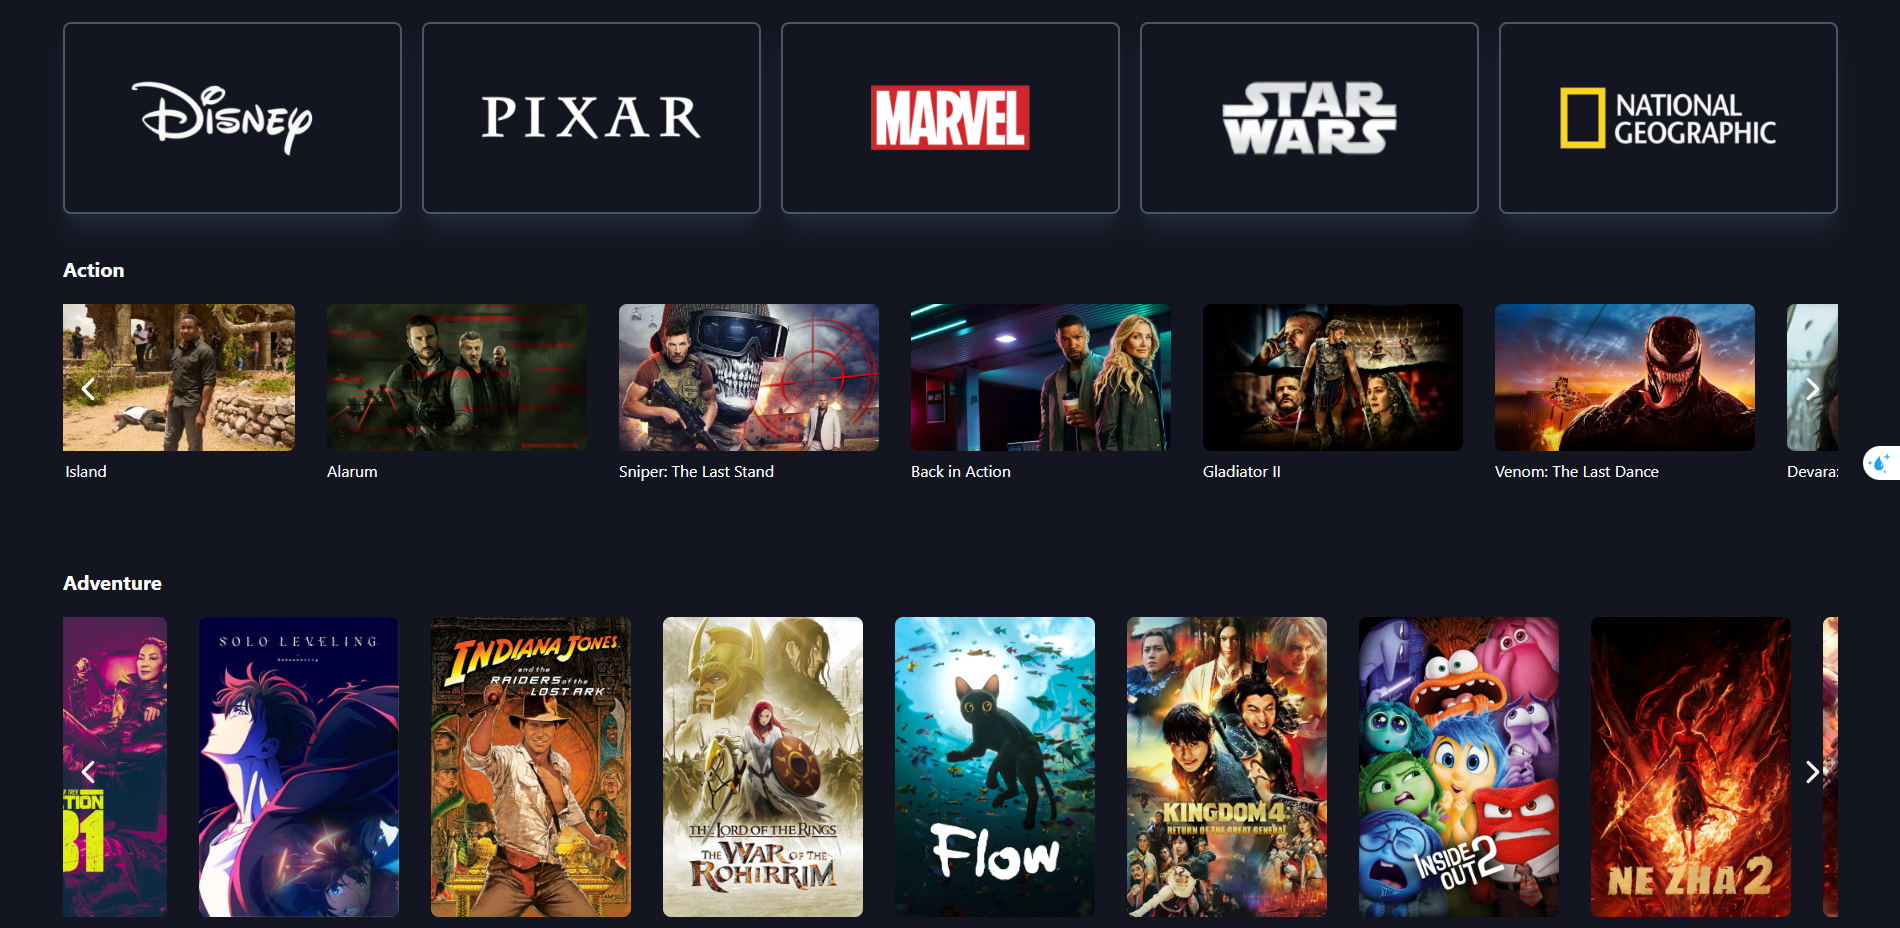 Disney
PIXAR
MARVEL
STAR
WARS
NATIONAL
GEOGRAPHIC
Action
Island
Alarum
Sniper: The Last Stand
Back in Action
Gladiator II
Venom: The Last Dance
Devara:
Adventure
TREK
TION
31
SOLO LEVELING
ReAwakening
INDIANA JONES
and the
RAIDERS of the
LOST ARK
THE LORD OF THE RINGS
THE WAR OF THE
ROHIRRIM
Flow
KINGDOM 4
RETURN OF THE GREAT GENERAL
INSIDE
OUT 2
NE ZHA 2